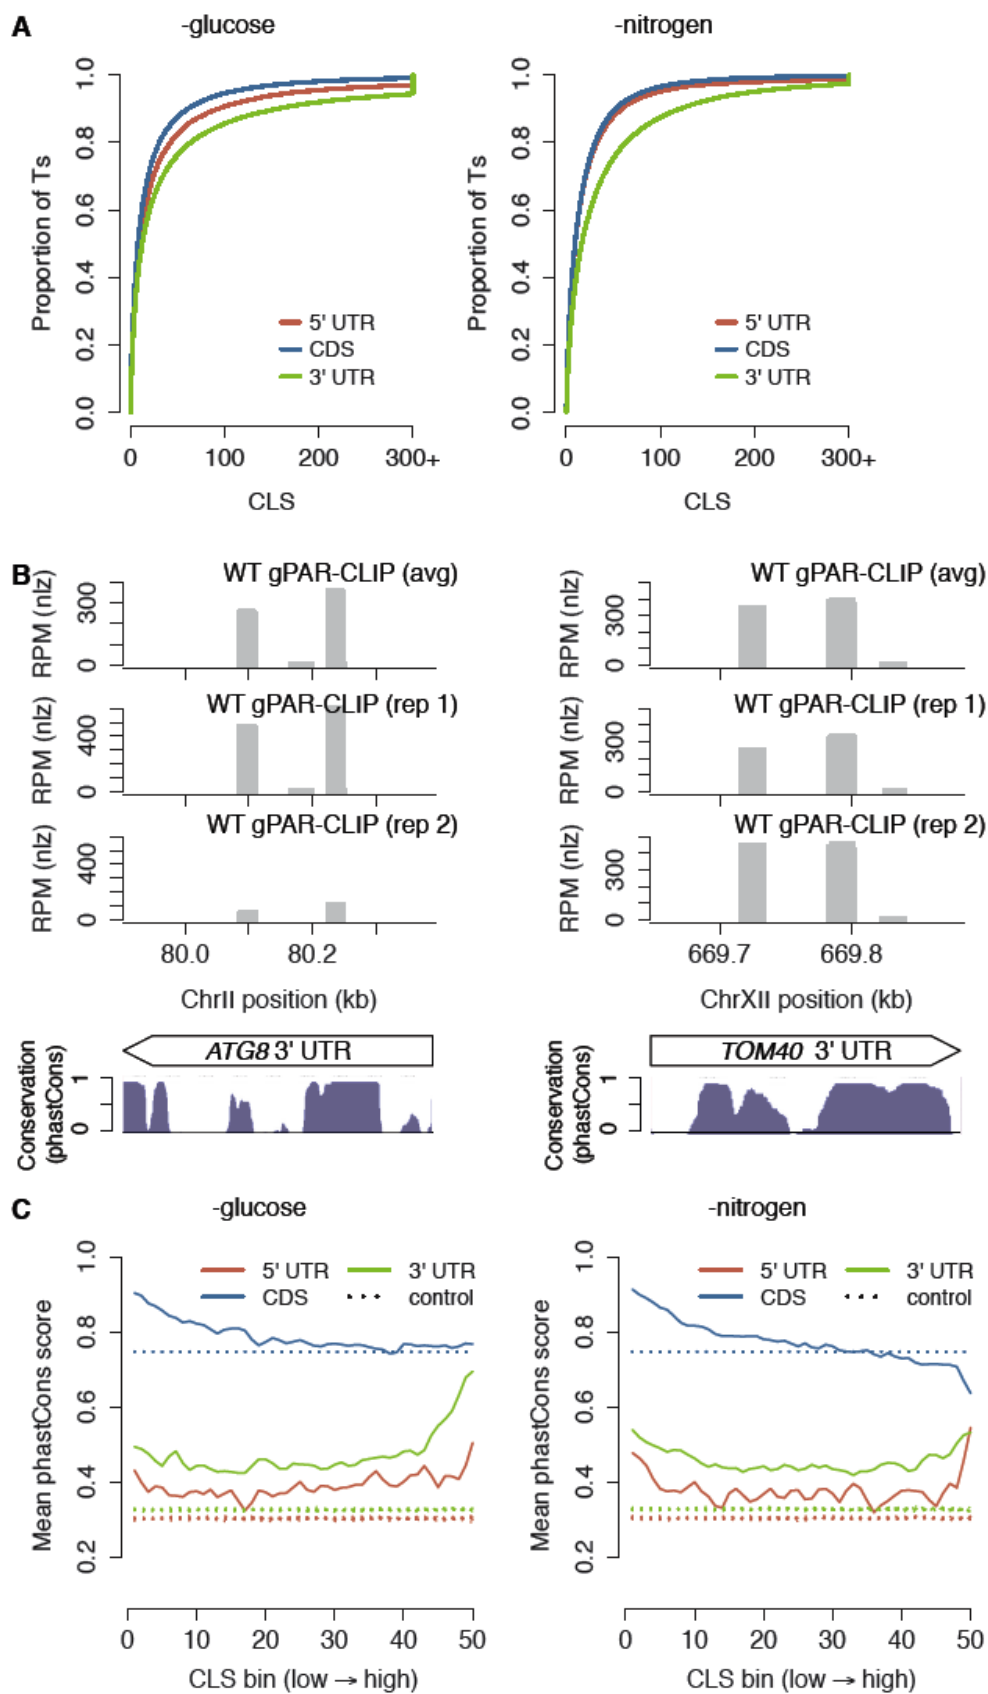 A
-glucose
-nitrogen
Proportion of Ts
0.0 0.2 0.4 0.6 0.8 1.0
5' UTR
CDS
3' UTR
0 100 200 300+
CLS
Proportion of Ts
0.0 0.2 0.4 0.6 0.8 1.0
5' UTR
CDS
3' UTR
0 100 200 300+
CLS
B
WT gPAR-CLIP (avg)
RPM (nlz)
0 300
WT gPAR-CLIP (rep 1)
RPM (nlz)
0 400
WT gPAR-CLIP (rep 2)
RPM (nlz)
0 400
80.0 80.2
ChrII position (kb)
ATG8 3' UTR
Conservation
(phastCons)
0 1
WT gPAR-CLIP (avg)
RPM (nlz)
0 300
WT gPAR-CLIP (rep 1)
RPM (nlz)
0 300
WT gPAR-CLIP (rep 2)
RPM (nlz)
0 300
669.7 669.8
ChrXII position (kb)
TOM40 3' UTR
Conservation
(phastCons)
0 1
C
-glucose
-nitrogen
Mean phastCons score
0.2 0.4 0.6 0.8 1.0
5' UTR 3' UTR
CDS control
0 10 20 30 40 50
CLS bin (low → high)
Mean phastCons score
0.2 0.4 0.6 0.8 1.0
5' UTR 3' UTR
CDS control
0 10 20 30 40 50
CLS bin (low → high)